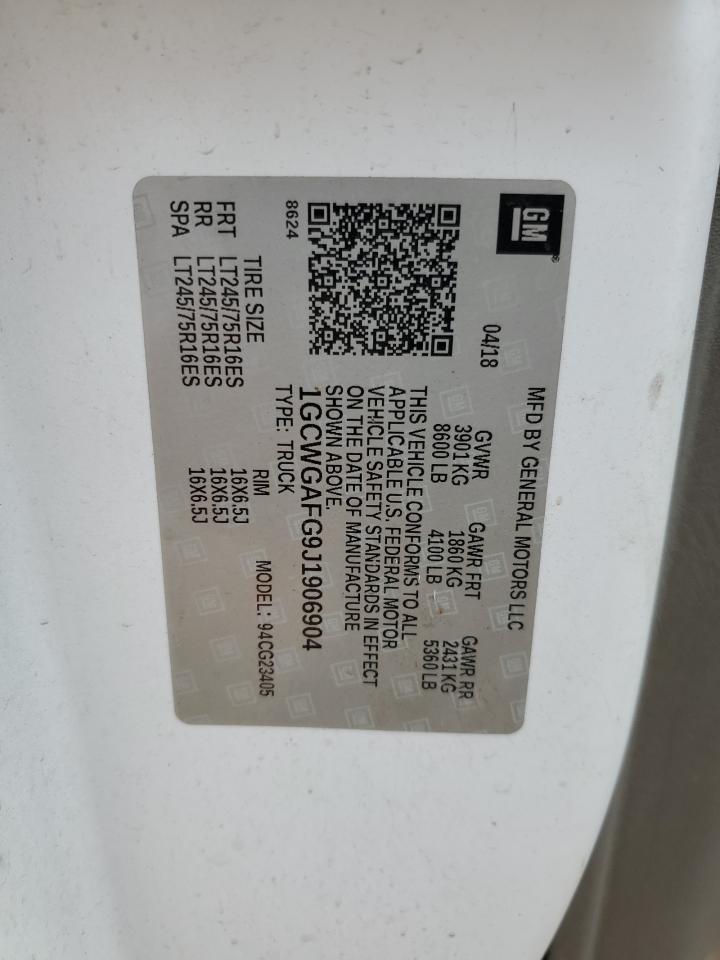 GM
MFD BY GENERAL MOTORS LLC
04/18
GVWR GAWR FRT GAWR RR
3901 KG 1860 KG 2431 KG
8600 LB 4100 LB 5360 LB
THIS VEHICLE CONFORMS TO ALL
APPLICABLE U.S. FEDERAL MOTOR
VEHICLE SAFETY STANDARDS IN EFFECT
ON THE DATE OF MANUFACTURE
SHOWN ABOVE.
1GCWGAFG9J1906904
8624
TYPE: TRUCK MODEL: 94CG23405
TIRE SIZE RIM
FRT LT245/75R16ES 16X6.5J
RR LT245/75R16ES 16X6.5J
SPA LT245/75R16ES 16X6.5J